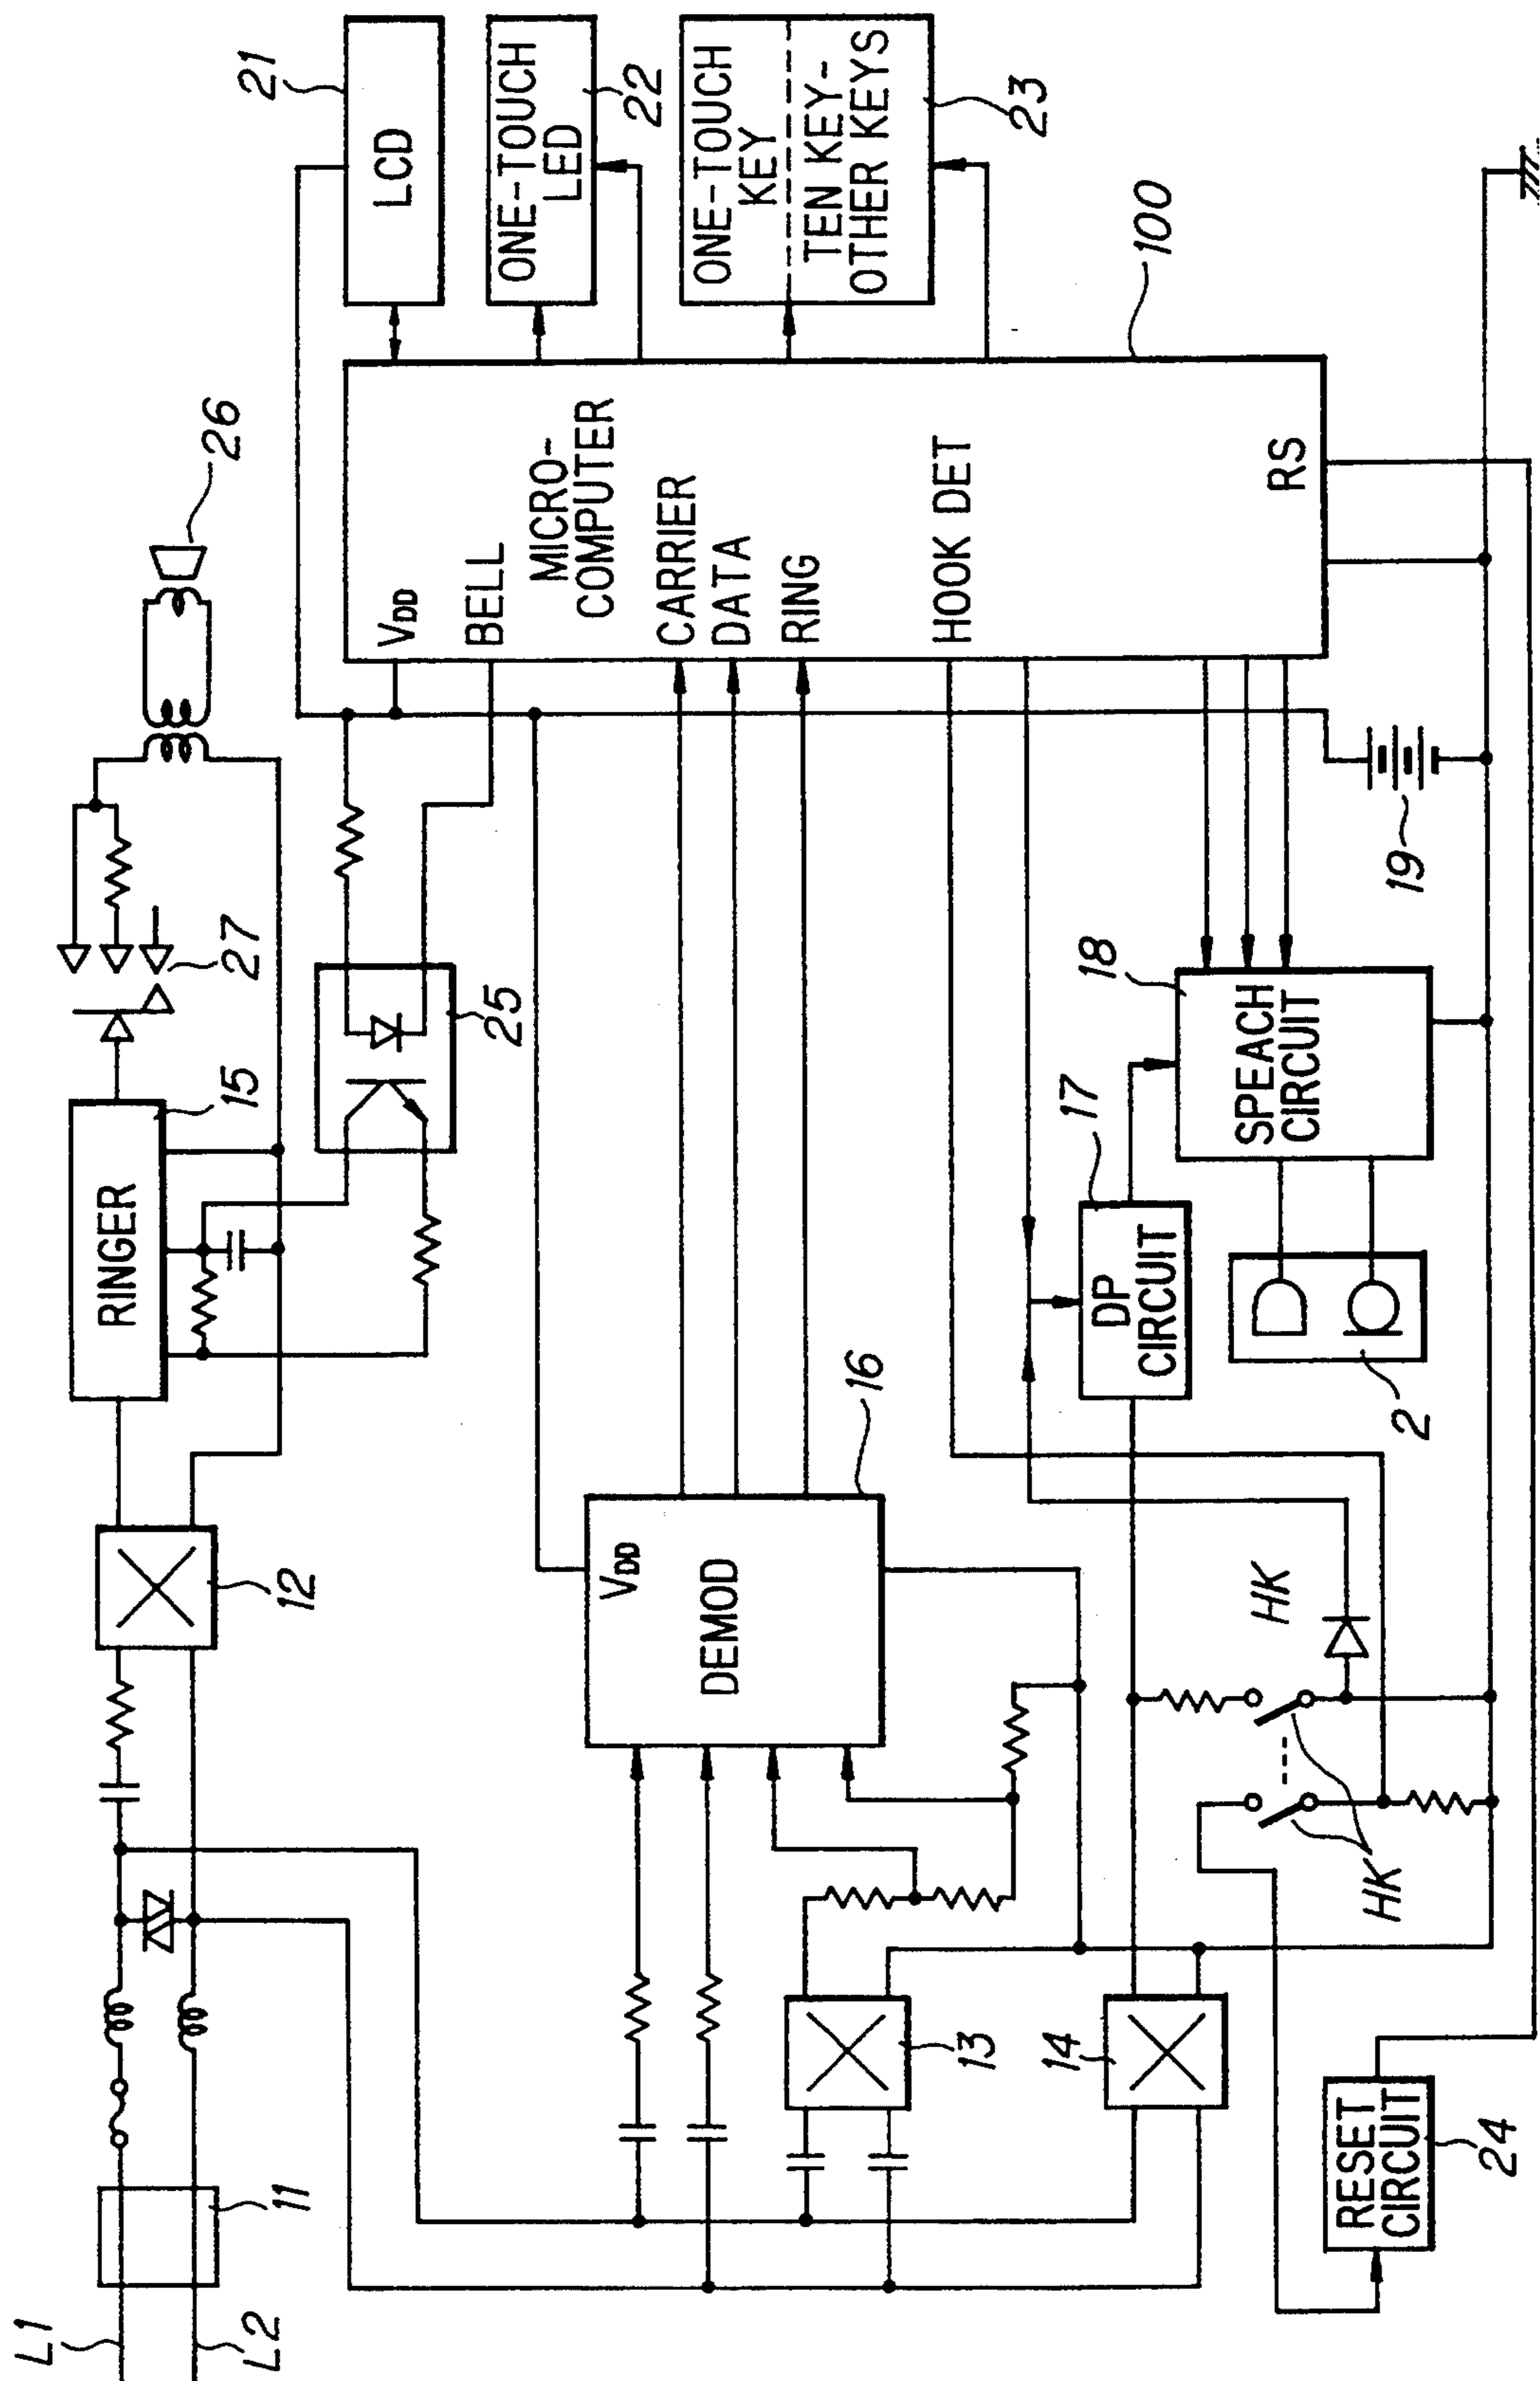 L1
L2
11
12
RINGER
15
27
26
25
21
LCD
ONE-TOUCH
LED
22
ONE-TOUCH
KEY
TEN KEY-
OTHER KEYS
23
100
VDD
BELL
MICRO-
COMPUTER
CARRIER
DATA
RING
HOOK DET
RS
VDD
DEMOD
16
13
14
DP
CIRCUIT
17
SPEACH
CIRCUIT
18
2
19
HK
HK
RESET
CIRCUIT
24